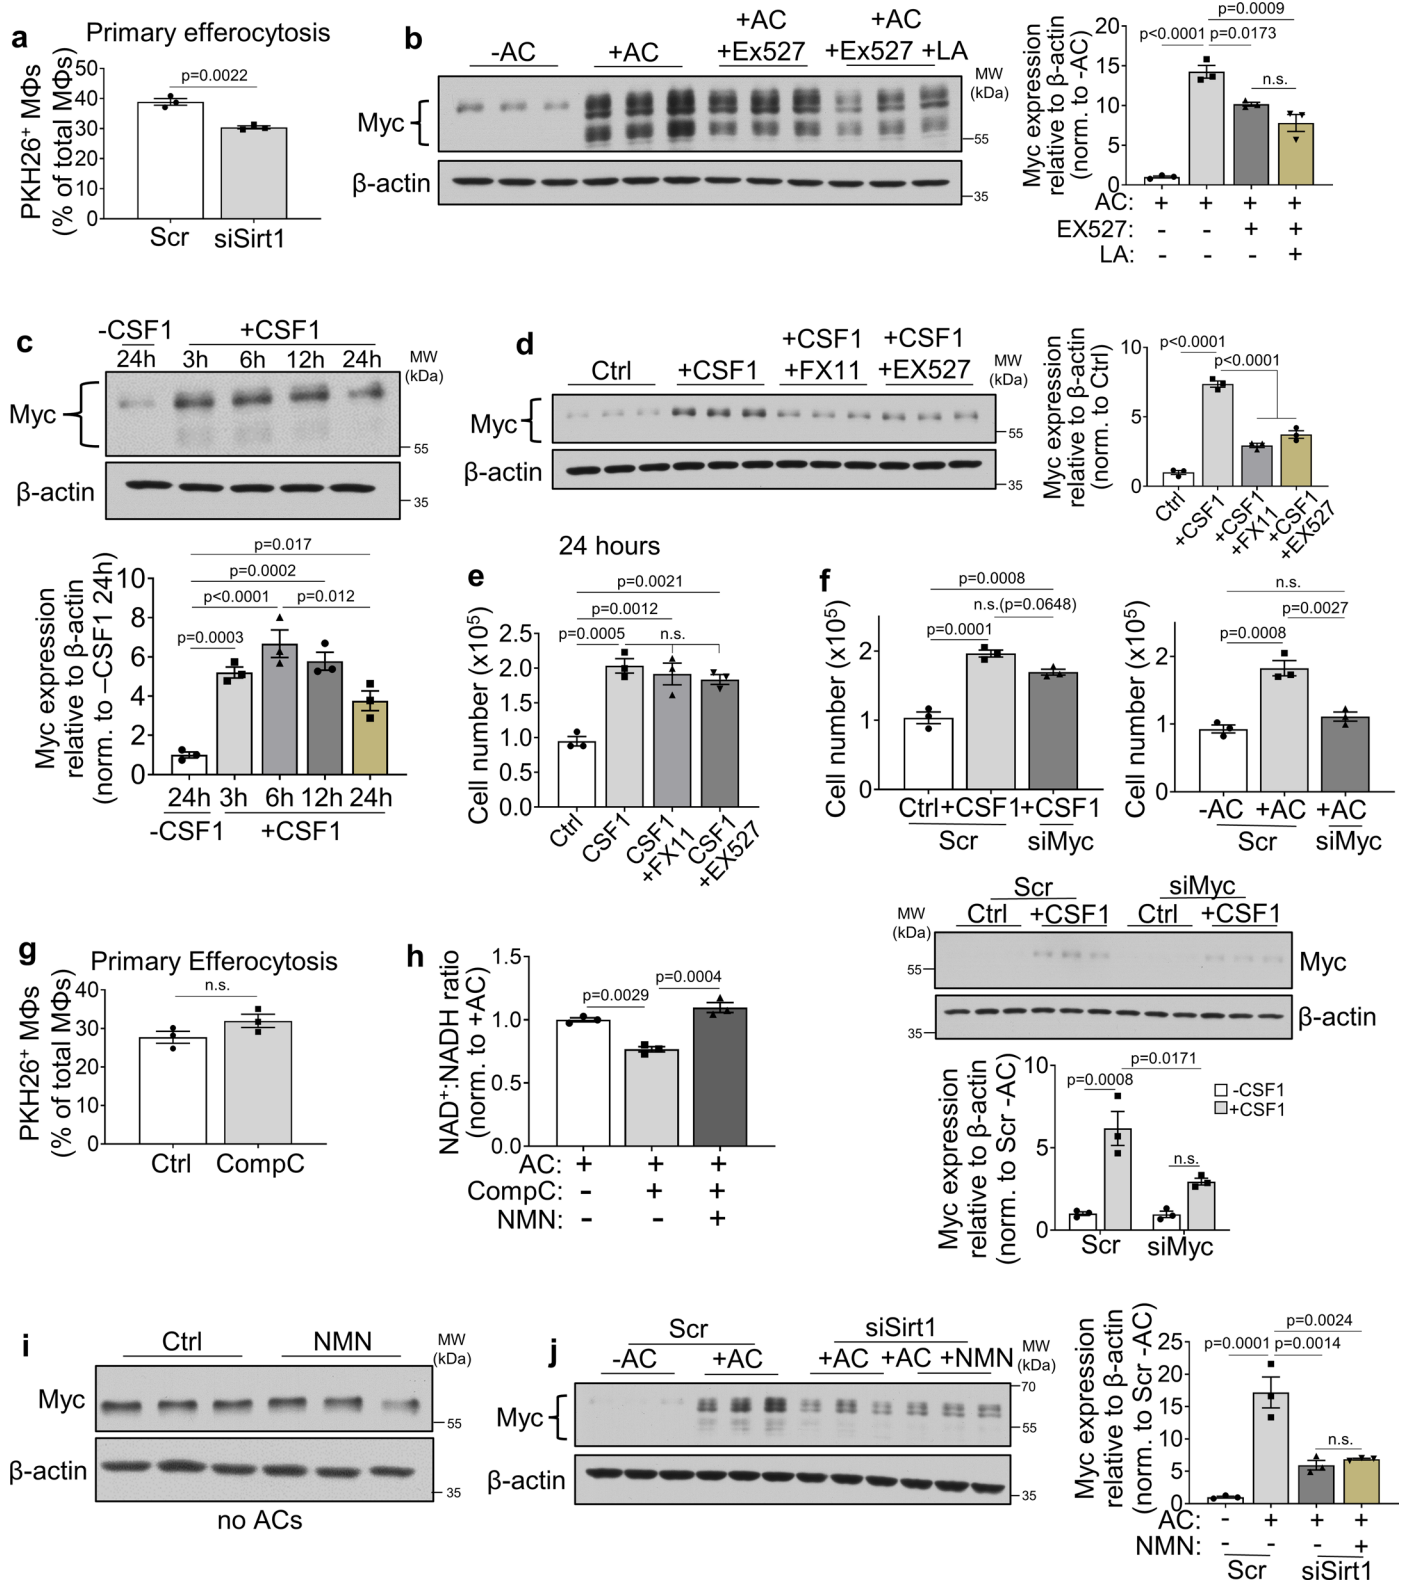 a
Primary efferocytosis
PKH26⁺ MΦs
(% of total MΦs)
50
40
30
20
10
0
p=0.0022
Scr siSirt1
b
-AC
+AC
+AC
+Ex527
+AC
+Ex527 +LA
MW
(kDa)
Myc
55
β-actin
35
Myc expression
relative to β-actin
(norm. to -AC)
20
15
10
5
0
p=0.0009
p<0.0001 p=0.0173
n.s.
AC: + + + +
EX527: - - + +
LA: - - - +
c
-CSF1 +CSF1
24h 3h 6h 12h 24h
MW
(kDa)
Myc
55
β-actin
35
Myc expression
relative to β-actin
(norm. to –CSF1 24h)
10
8
6
4
2
0
p=0.017
p=0.0002
p<0.0001 p=0.012
p=0.0003
24h 3h 6h 12h 24h
-CSF1 +CSF1
d
Ctrl
+CSF1
+CSF1
+FX11
+CSF1
+EX527
MW
(kDa)
Myc
55
β-actin
35
Myc expression
relative to β-actin
(norm. to Ctrl)
10
5
0
p<0.0001
p<0.0001
Ctrl
+CSF1
+CSF1
+FX11
+CSF1
+EX527
e
24 hours
Cell number (x10⁵)
2.5
2.0
1.5
1.0
0.5
0.0
p=0.0021
p=0.0012
p=0.0005 n.s.
Ctrl
CSF1
CSF1
+FX11
CSF1
+EX527
f
Cell number (x10⁵)
2
1
0
p=0.0008
n.s.(p=0.0648)
p=0.0001
Ctrl +CSF1 +CSF1
Scr siMyc
Cell number (x10⁵)
2
1
0
n.s.
p=0.0027
p=0.0008
-AC +AC +AC
Scr siMyc
Scr siMyc
Ctrl +CSF1 Ctrl +CSF1
MW
(kDa)
55
Myc
35
β-actin
Myc expression
relative to β-actin
(norm. to Scr -AC)
10
5
0
p=0.0171
p=0.0008
n.s.
-CSF1
+CSF1
Scr siMyc
g
Primary Efferocytosis
PKH26⁺ MΦs
(% of total MΦs)
40
30
20
10
0
n.s.
Ctrl CompC
h
NAD⁺:NADH ratio
(norm. to +AC)
1.5
1.0
0.5
0.0
p=0.0004
p=0.0029
AC: + + +
CompC: - + +
NMN: - - +
i
Ctrl NMN
MW
(kDa)
Myc
55
β-actin
35
no ACs
j
Scr siSirt1
-AC +AC +AC +AC +NMN
MW
(kDa)
70
Myc
55
β-actin
35
Myc expression
relative to β-actin
(norm. to Scr -AC)
25
20
15
10
5
0
p=0.0024
p=0.0001 p=0.0014
n.s.
AC: - + + +
NMN: - - - +
Scr siSirt1